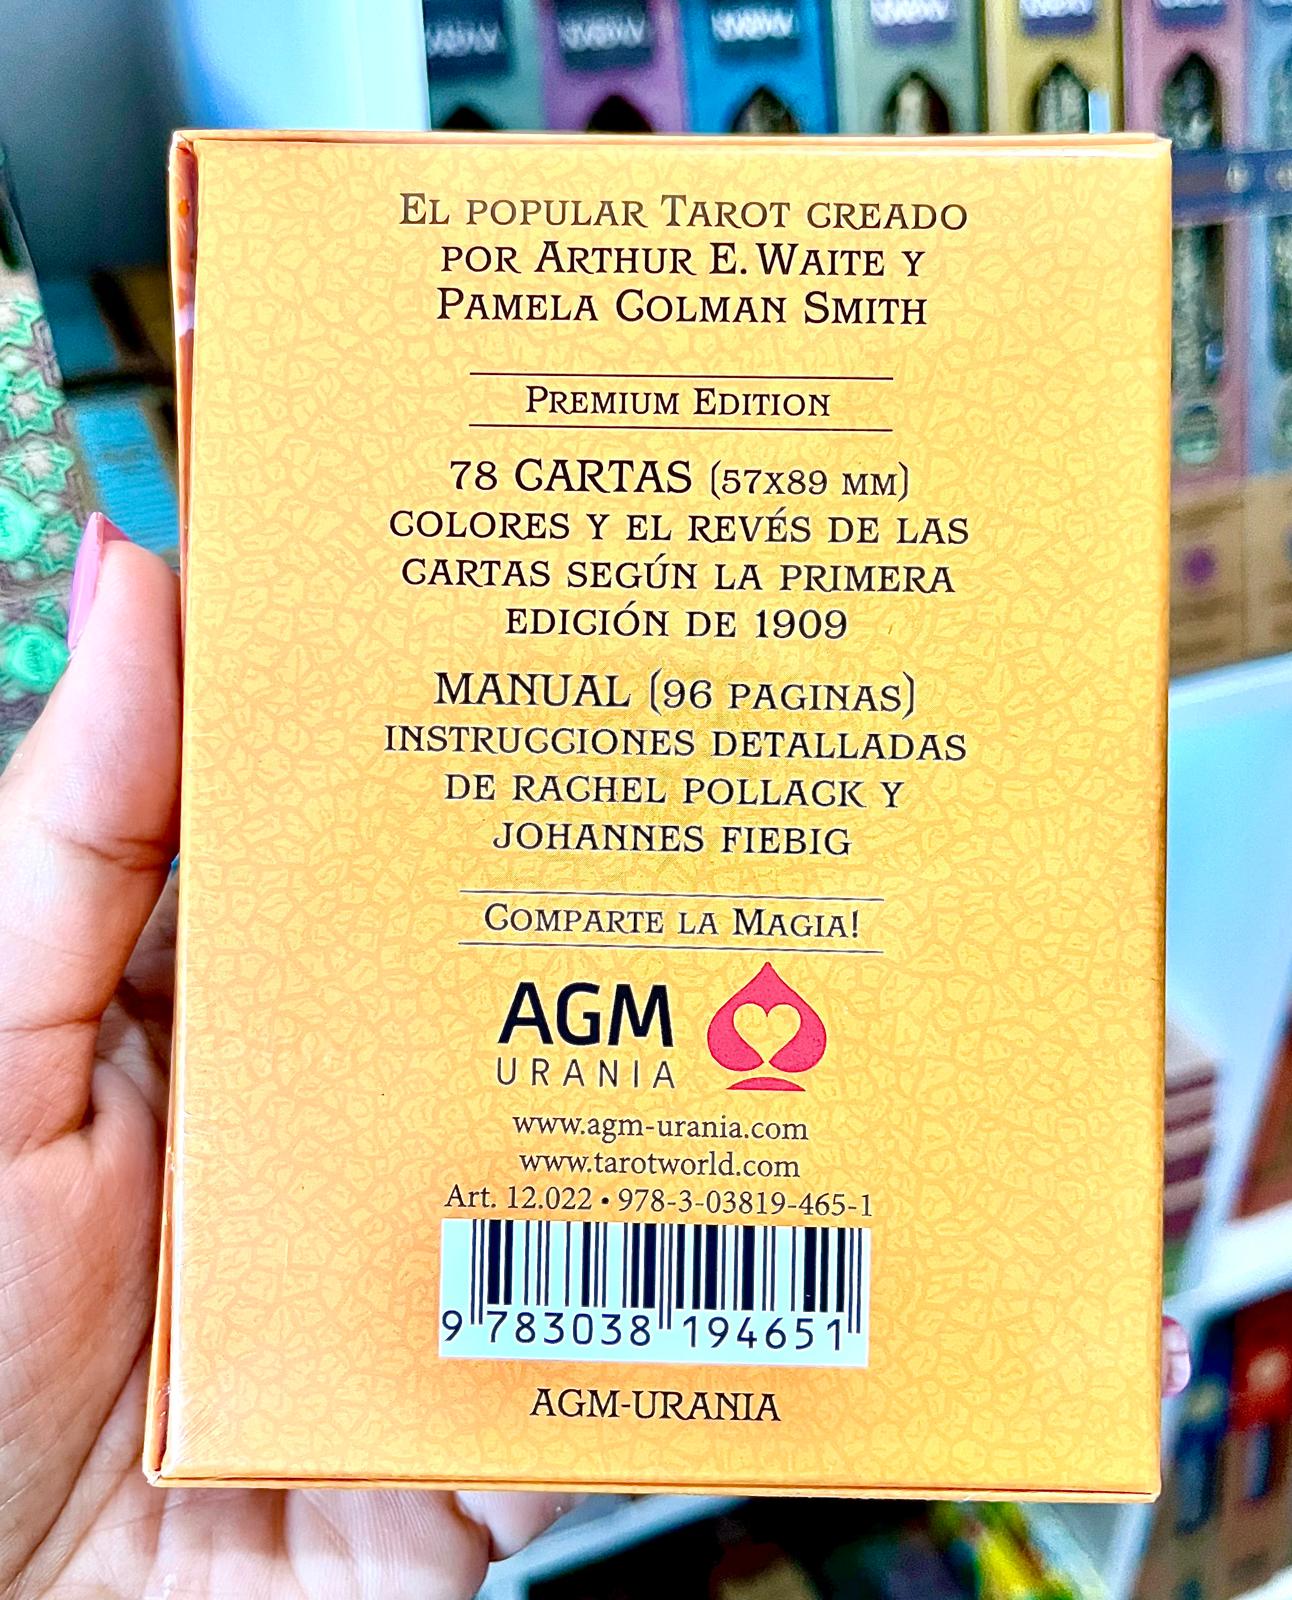 El popular Tarot creado
por Arthur E. Waite y
Pamela Colman Smith
Premium Edition
78 CARTAS (57x89 mm)
COLORES Y EL REVÉS DE LAS
CARTAS SEGÚN LA PRIMERA
EDICIÓN DE 1909
MANUAL (96 PAGINAS)
INSTRUCCIONES DETALLADAS
DE RACHEL POLLACK Y
JOHANNES FIEBIG
Comparte la Magia!
AGM
URANIA
www.agm-urania.com
www.tarotworld.com
Art. 12.022 • 978-3-03819-465-1
9 783038 194651
AGM-URANIA